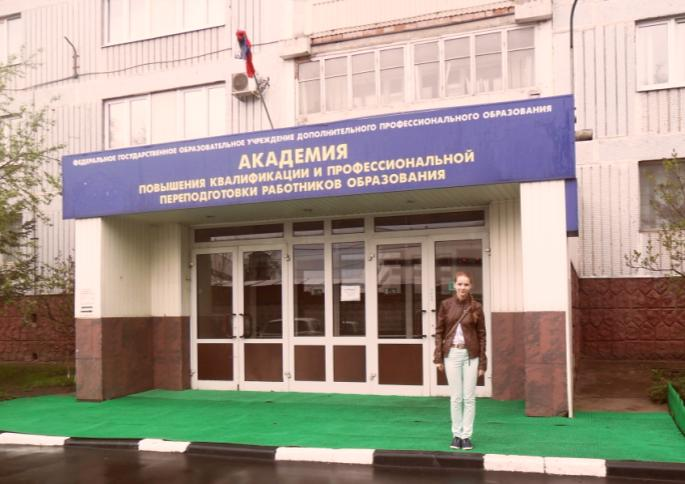 ФЕДЕРАЛЬНОЕ ГОСУДАРСТВЕННОЕ ОБРАЗОВАТЕЛЬНОЕ УЧРЕЖДЕНИЕ ДОПОЛНИТЕЛЬНОГО ПРОФЕССИОНАЛЬНОГО ОБРАЗОВАНИЯ
АКАДЕМИЯ
ПОВЫШЕНИЯ КВАЛИФИКАЦИИ И ПРОФЕССИОНАЛЬНОЙ
ПЕРЕПОДГОТОВКИ РАБОТНИКОВ ОБРАЗОВАНИЯ